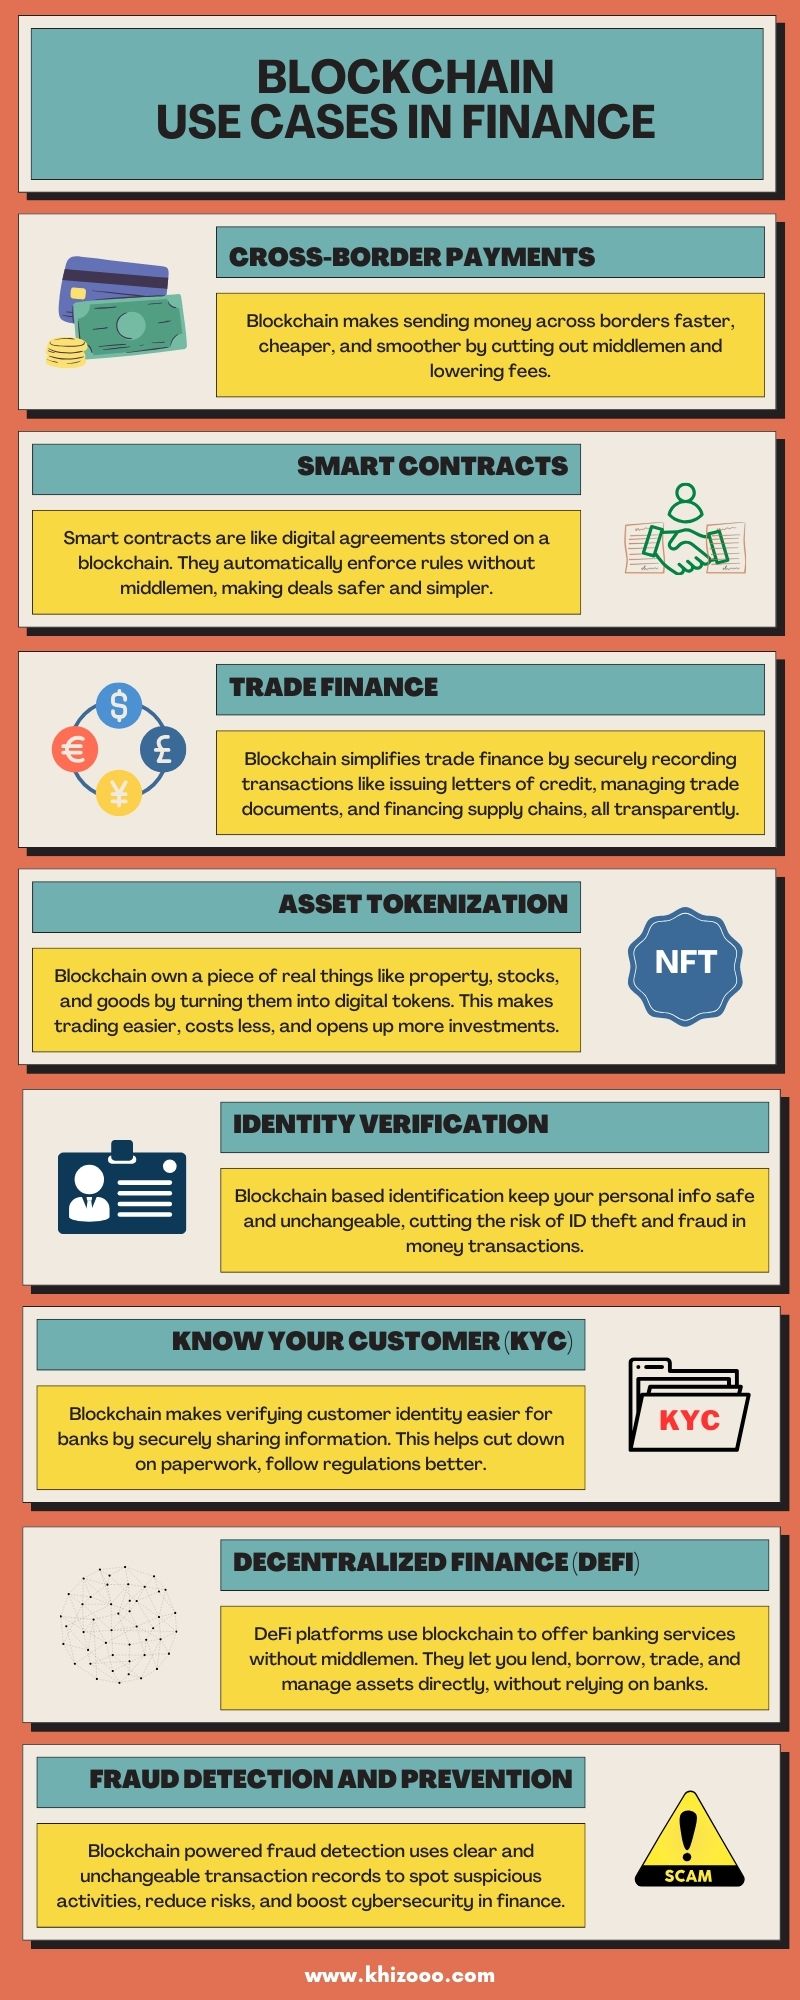 BLOCKCHAIN
USE CASES IN FINANCE
CROSS-BORDER PAYMENTS
Blockchain makes sending money across borders faster,
cheaper, and smoother by cutting out middlemen and
lowering fees.
SMART CONTRACTS
Smart contracts are like digital agreements stored on a
blockchain. They automatically enforce rules without
middlemen, making deals safer and simpler.
$
€ £
¥
TRADE FINANCE
Blockchain simplifies trade finance by securely recording
transactions like issuing letters of credit, managing trade
documents, and financing supply chains, all transparently.
ASSET TOKENIZATION
Blockchain own a piece of real things like property, stocks,
and goods by turning them into digital tokens. This makes
trading easier, costs less, and opens up more investments.
NFT
IDENTITY VERIFICATION
Blockchain based identification keep your personal info safe
and unchangeable, cutting the risk of ID theft and fraud in
money transactions.
KNOW YOUR CUSTOMER (KYC)
Blockchain makes verifying customer identity easier for
banks by securely sharing information. This helps cut down
on paperwork, follow regulations better.
KYC
DECENTRALIZED FINANCE (DEFI)
DeFi platforms use blockchain to offer banking services
without middlemen. They let you lend, borrow, trade, and
manage assets directly, without relying on banks.
FRAUD DETECTION AND PREVENTION
Blockchain powered fraud detection uses clear and
unchangeable transaction records to spot suspicious
activities, reduce risks, and boost cybersecurity in finance.
SCAM
www.khizooo.com